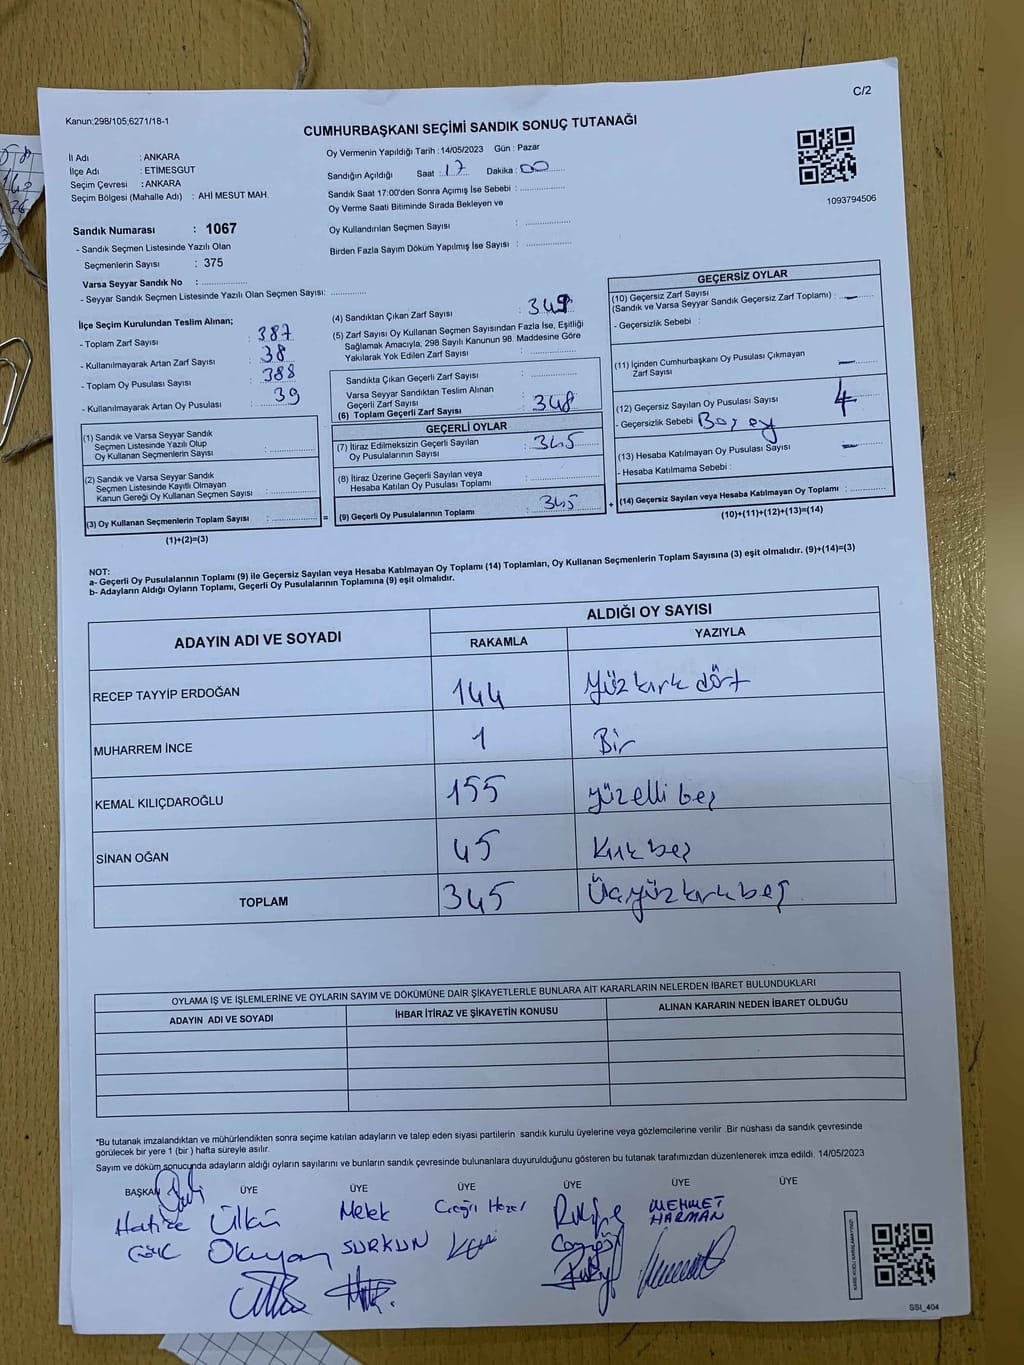 C/2
Kanun:298/105;6271/18-1
CUMHURBAŞKANI SEÇİMİ SANDIK SONUÇ TUTANAĞI
İl Adı : ANKARA
İlçe Adı : ETİMESGUT
Seçim Çevresi : ANKARA
Seçim Bölgesi (Mahalle Adı) : AHİ MESUT MAH.
Oy Vermenin Yapıldığı Tarih :14/05/2023 Gün : Pazar
Sandığın Açıldığı Saat : 17 Dakika : 00
Sandık Saat 17:00'den Sonra Açımış İse Sebebi :
Oy Verme Saati Bitiminde Sırada Bekleyen ve
Oy Kullandırılan Seçmen Sayısı :
Birden Fazla Sayım Döküm Yapılmış İse Sayısı :
1093794506
Sandık Numarası : 1067
- Sandık Seçmen Listesinde Yazılı Olan
Seçmenlerin Sayısı : 375
Varsa Seyyar Sandık No :
- Seyyar Sandık Seçmen Listesinde Yazılı Olan Seçmen Sayısı:
İlçe Seçim Kurulundan Teslim Alınan;
- Toplam Zarf Sayısı : 387
- Kullanılmayarak Artan Zarf Sayısı : 38
- Toplam Oy Pusulası Sayısı : 388
- Kullanılmayarak Artan Oy Pusulası : 39
(1) Sandık ve Varsa Seyyar Sandık
Seçmen Listesinde Yazılı Olup
Oy Kullanan Seçmenlerin Sayısı :
(2) Sandık ve Varsa Seyyar Sandık
Seçmen Listesinde Kayıtlı Olmayan
Kanun Gereği Oy Kullanan Seçmen Sayısı :
(3) Oy Kullanan Seçmenlerin Toplam Sayısı : =
(1)+(2)=(3)
(4) Sandıktan Çıkan Zarf Sayısı : 349
(5) Zarf Sayısı Oy Kullanan Seçmen Sayısından Fazla İse, Eşitliği
Sağlamak Amacıyla, 298 Sayılı Kanunun 98. Maddesine Göre
Yakılarak Yok Edilen Zarf Sayısı :
Sandıkta Çıkan Geçerli Zarf Sayısı :
Varsa Seyyar Sandıktan Teslim Alınan
Geçerli Zarf Sayısı :
(6) Toplam Geçerli Zarf Sayısı : 348
GEÇERLİ OYLAR
(7) İtiraz Edilmeksizin Geçerli Sayılan
Oy Pusulalarının Sayısı : 345
(8) İtiraz Üzerine Geçerli Sayılan veya
Hesaba Katılan Oy Pusulası Toplamı :
(9) Geçerli Oy Pusulalarının Toplamı : 345 +
GEÇERSİZ OYLAR
(10) Geçersiz Zarf Sayısı
(Sandık ve Varsa Seyyar Sandık Geçersiz Zarf Toplamı) : —
- Geçersizlik Sebebi :
(11) İçinden Cumhurbaşkanı Oy Pusulası Çıkmayan
Zarf Sayısı : —
(12) Geçersiz Sayılan Oy Pusulası Sayısı : 4
- Geçersizlik Sebebi
(13) Hesaba Katılmayan Oy Pusulası Sayısı : —
- Hesaba Katılmama Sebebi :
(14) Geçersiz Sayılan veya Hesaba Katılmayan Oy Toplamı :
(10)+(11)+(12)+(13)=(14)
NOT:
a- Geçerli Oy Pusulalarının Toplamı (9) ile Geçersiz Sayılan veya Hesaba Katılmayan Oy Toplamı (14) Toplamları, Oy Kullanan Seçmenlerin Toplam Sayısına (3) eşit olmalıdır. (9)+(14)=(3)
b- Adayların Aldığı Oyların Toplamı, Geçerli Oy Pusulalarının Toplamına (9) eşit olmalıdır.
ADAYIN ADI VE SOYADI
ALDIĞI OY SAYISI
RAKAMLA YAZIYLA
RECEP TAYYİP ERDOĞAN 144 Yüz kırk dört
MUHARREM İNCE 1 Bir
KEMAL KILIÇDAROĞLU 155 yüzelli beş
SİNAN OĞAN 45 Kırk beş
TOPLAM 345 Üçyüz kırk beş
OYLAMA İŞ VE İŞLEMLERİNE VE OYLARIN SAYIM VE DÖKÜMÜNE DAİR ŞİKAYETLERLE BUNLARA AİT KARARLARIN NELERDEN İBARET BULUNDUKLARI
ADAYIN ADI VE SOYADI İHBAR İTİRAZ VE ŞİKAYETİN KONUSU ALINAN KARARIN NEDEN İBARET OLDUĞU
*Bu tutanak imzalandıktan ve mühürlendikten sonra seçime katılan adayların ve talep eden siyasi partilerin sandık kurulu üyelerine veya gözlemcilerine verilir .Bir nüshası da sandık çevresinde
görülecek bir yere 1 (bir ) hafta süreyle asılır.
Sayım ve döküm sonucunda adayların aldığı oyların sayılarını ve bunların sandık çevresinde bulunanlara duyurulduğunu gösteren bu tutanak tarafımızdan düzenlenerek imza edildi. 14/05/2023
BAŞKAN ÜYE ÜYE ÜYE ÜYE ÜYE ÜYE
Hatice Ülkü Melek MEHMET
Okuyan HARMAN
SSI_404